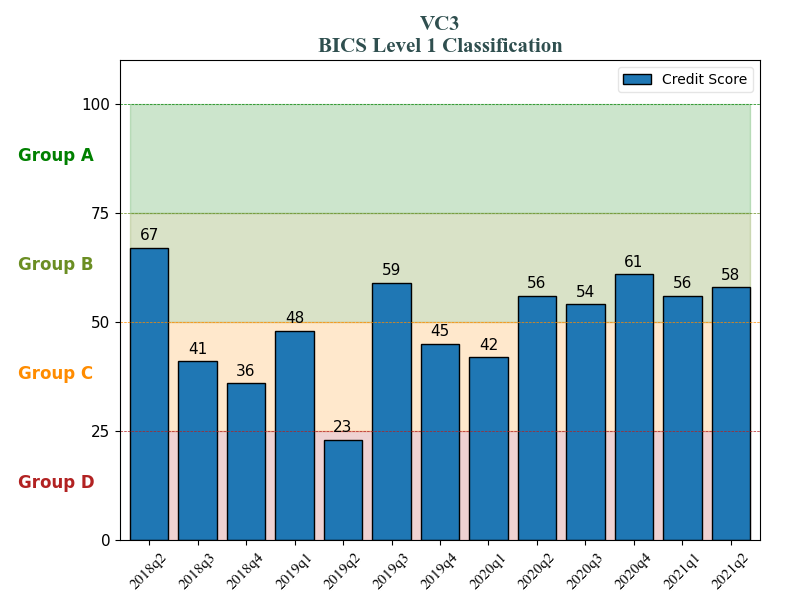 VC3
BICS Level 1 Classification
Credit Score
100
Group A
75
67
Group B
61
59
58
56
56
54
50
48
45
42
41
Group C
36
25
23
Group D
0
2018q2 2018q3 2018q4 2019q1 2019q2 2019q3 2019q4 2020q1 2020q2 2020q3 2020q4 2021q1 2021q2